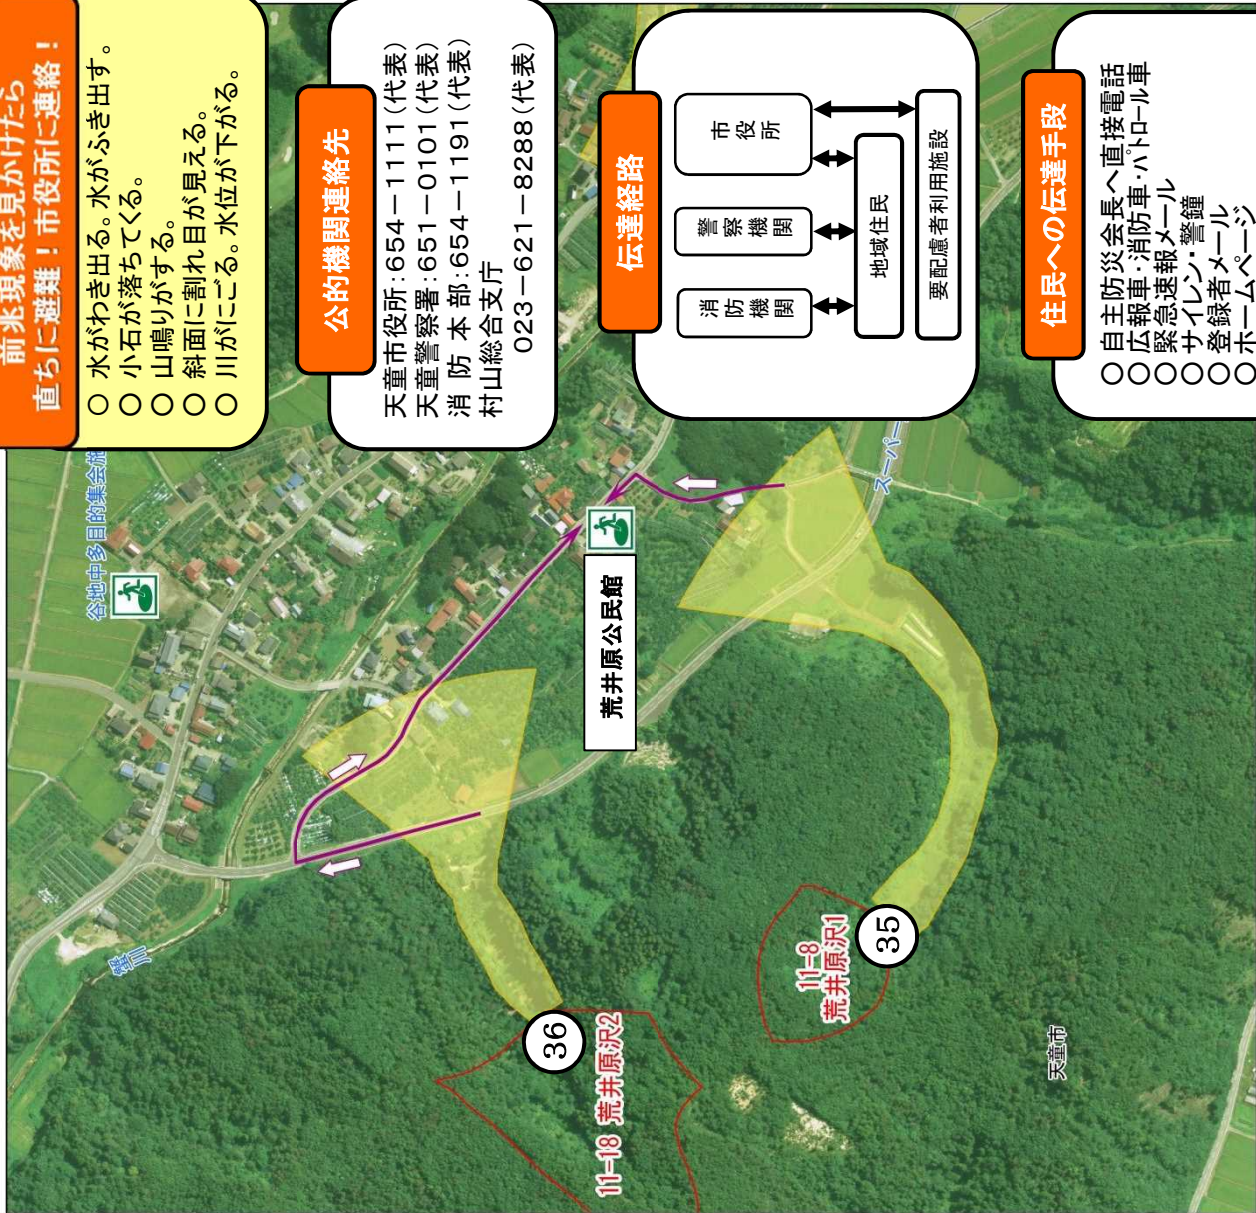 前兆現象を見かけたら
直ちに避難！市役所に連絡！
○ 水がわき出る。水がふき出す。
○ 小石が落ちてくる。
○ 山鳴りがする。
○ 斜面に割れ目が見える。
○ 川がにごる。水位が下がる。
公的機関連絡先
天童市役所：６５４－１１１１（代表）
天童警察署：６５１－０１０１（代表）
消 防 本 部：６５４－１１９１（代表）
村山総合支庁
０２３－６２１－８２８８（代表）
伝達経路
市役所
警察機関
消防機関
地域住民
要配慮者利用施設
住民への伝達手段
○ 自主防災会長へ直接電話
○ 広報車・消防車・パトロール車
○ 緊急速報メール
○ サイレン・警鐘
○ 登録者メール
○ ホームページ
谷地中多目的集会施
荒井原公民館
スーパー
36
11-18 荒井原沢2
11-8
荒井原沢1
35
天童市